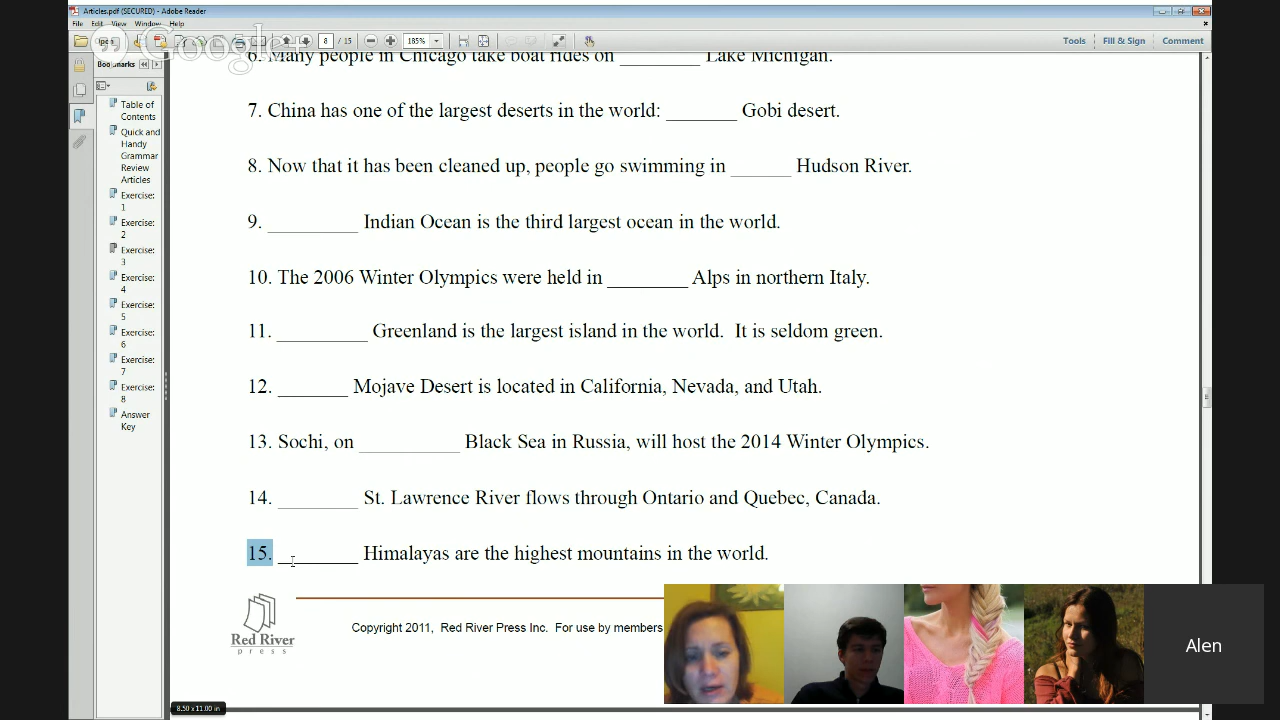 Articles.pdf (SECURED) - Adobe Reader
File Edit View Window Help
Open
8 / 15
185%
Tools
Fill & Sign
Comment
Google+
Bookmarks
Table of
Contents
Quick and
Handy
Grammar
Review
Articles
Exercise:
1
Exercise:
2
Exercise:
3
Exercise:
4
Exercise:
5
Exercise:
6
Exercise:
7
Exercise:
8
Answer
Key
6. Many people in Chicago take boat rides on ________ Lake Michigan.
7. China has one of the largest deserts in the world: _______ Gobi desert.
8. Now that it has been cleaned up, people go swimming in ______ Hudson River.
9. _________ Indian Ocean is the third largest ocean in the world.
10. The 2006 Winter Olympics were held in ________ Alps in northern Italy.
11. _________ Greenland is the largest island in the world. It is seldom green.
12. _______ Mojave Desert is located in California, Nevada, and Utah.
13. Sochi, on __________ Black Sea in Russia, will host the 2014 Winter Olympics.
14. ________ St. Lawrence River flows through Ontario and Quebec, Canada.
15. ________ Himalayas are the highest mountains in the world.
Red River
press
Copyright 2011, Red River Press Inc. For use by members
Alen
8.50 x 11.00 in